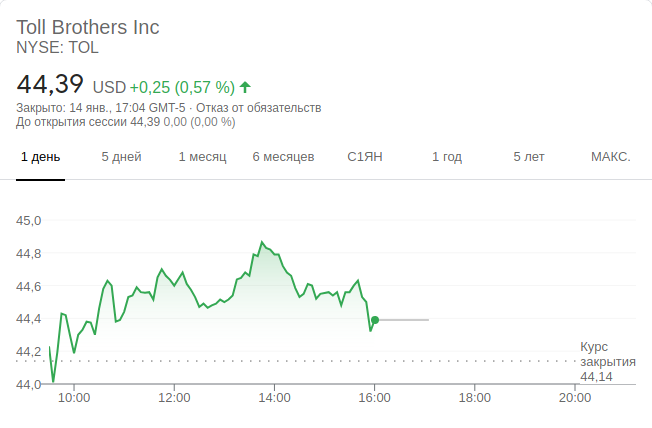 Toll Brothers Inc
NYSE: TOL
44,39 USD +0,25 (0,57 %)
Закрыто: 14 янв., 17:04 GMT-5 · Отказ от обязательств
До открытия сессии 44,39 0,00 (0,00 %)
1 день 5 дней 1 месяц 6 месяцев С1ЯН 1 год 5 лет МАКС.
45,0
44,8
44,6
44,4
44,2
44,0
Курс
закрытия
44,14
10:00 12:00 14:00 16:00 18:00 20:00